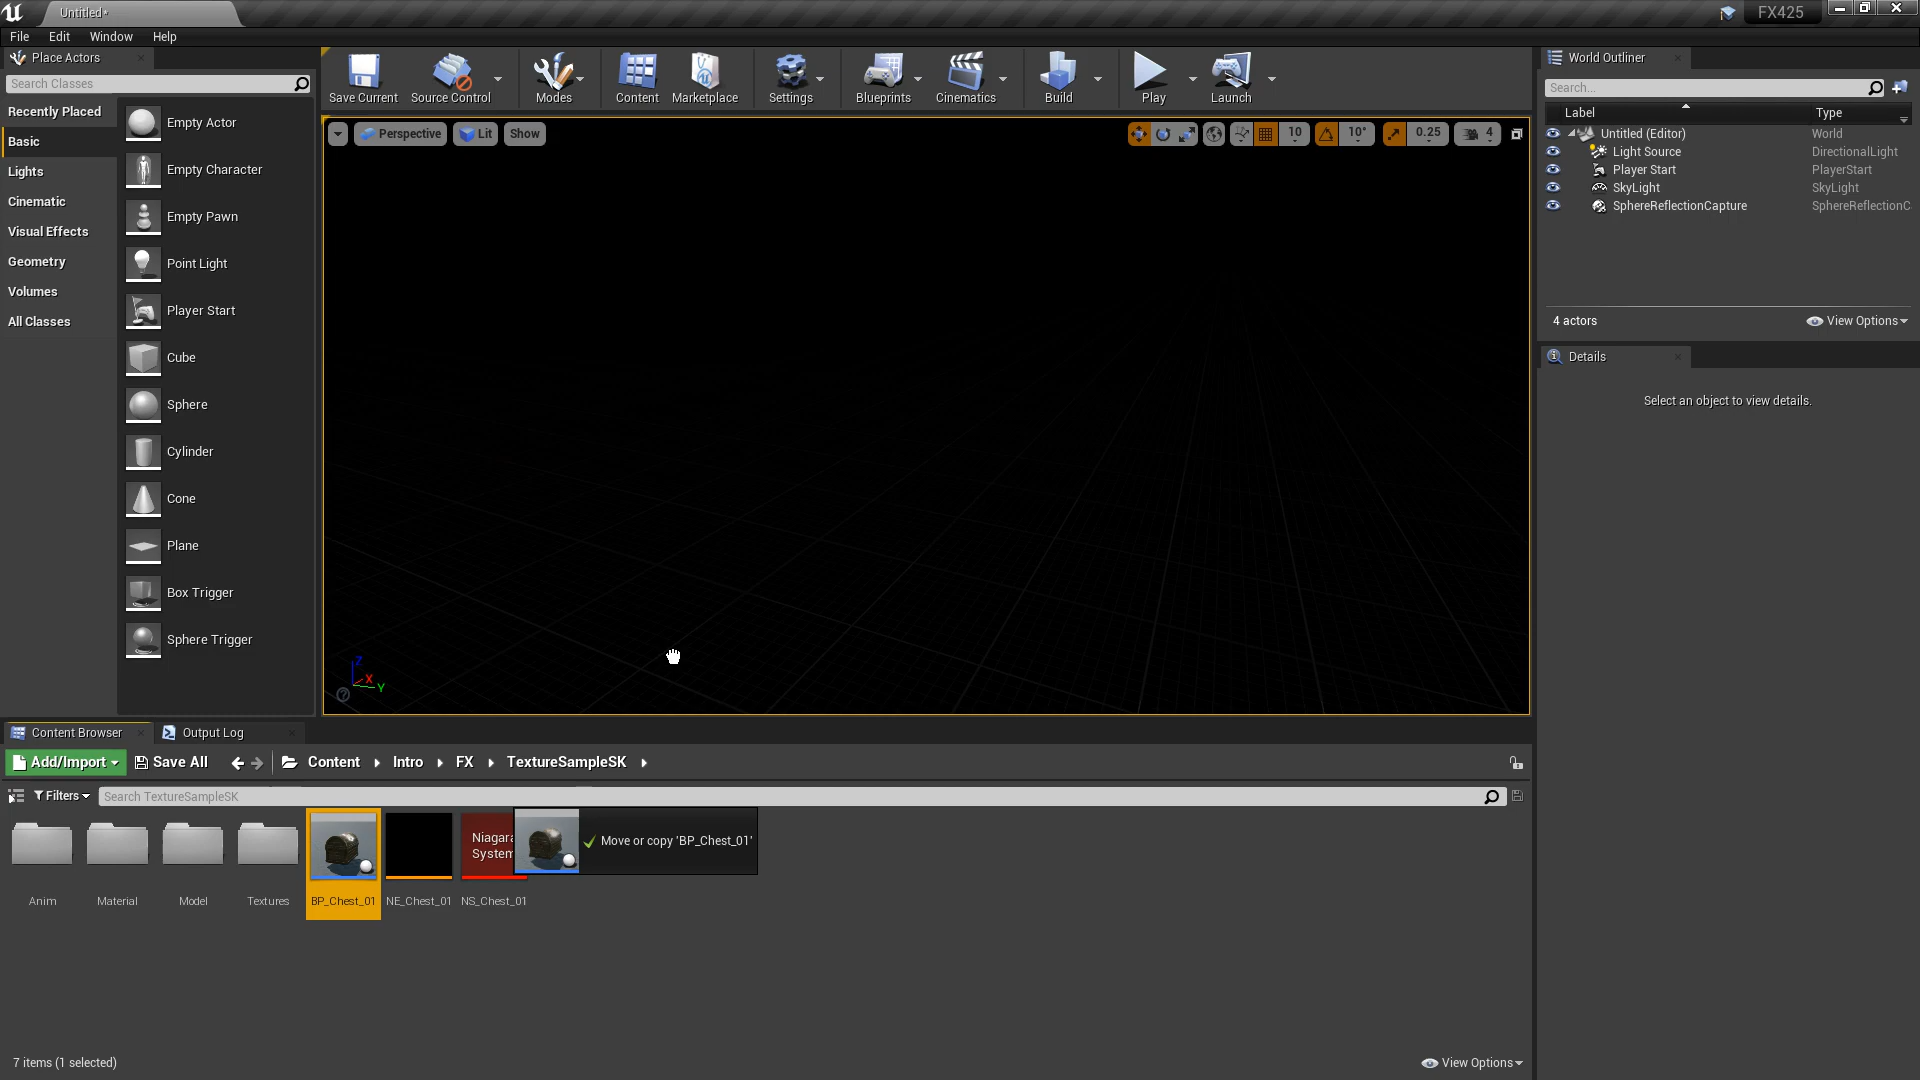 Untitled*
FX425
File Edit Window Help
Place Actors
Search Classes
Recently Placed
Basic
Lights
Cinematic
Visual Effects
Geometry
Volumes
All Classes
Empty Actor
Empty Character
Empty Pawn
Point Light
Player Start
Cube
Sphere
Cylinder
Cone
Plane
Box Trigger
Sphere Trigger
Save Current Source Control Modes Content Marketplace Settings Blueprints Cinematics Build Play Launch
Perspective Lit Show
10 10° 0.25 4
Z
X
Y
World Outliner
Search...
Label Type
Untitled (Editor) World
Light Source DirectionalLight
Player Start PlayerStart
SkyLight SkyLight
SphereReflectionCapture SphereReflectionC
4 actors View Options
Details
Select an object to view details.
Content Browser Output Log
Add/Import Save All Content Intro FX TextureSampleSK
Filters Search TextureSampleSK
Niagara
System
Move or copy 'BP_Chest_01'
Anim Material Model Textures BP_Chest_01 NE_Chest_01 NS_Chest_01
7 items (1 selected) View Options